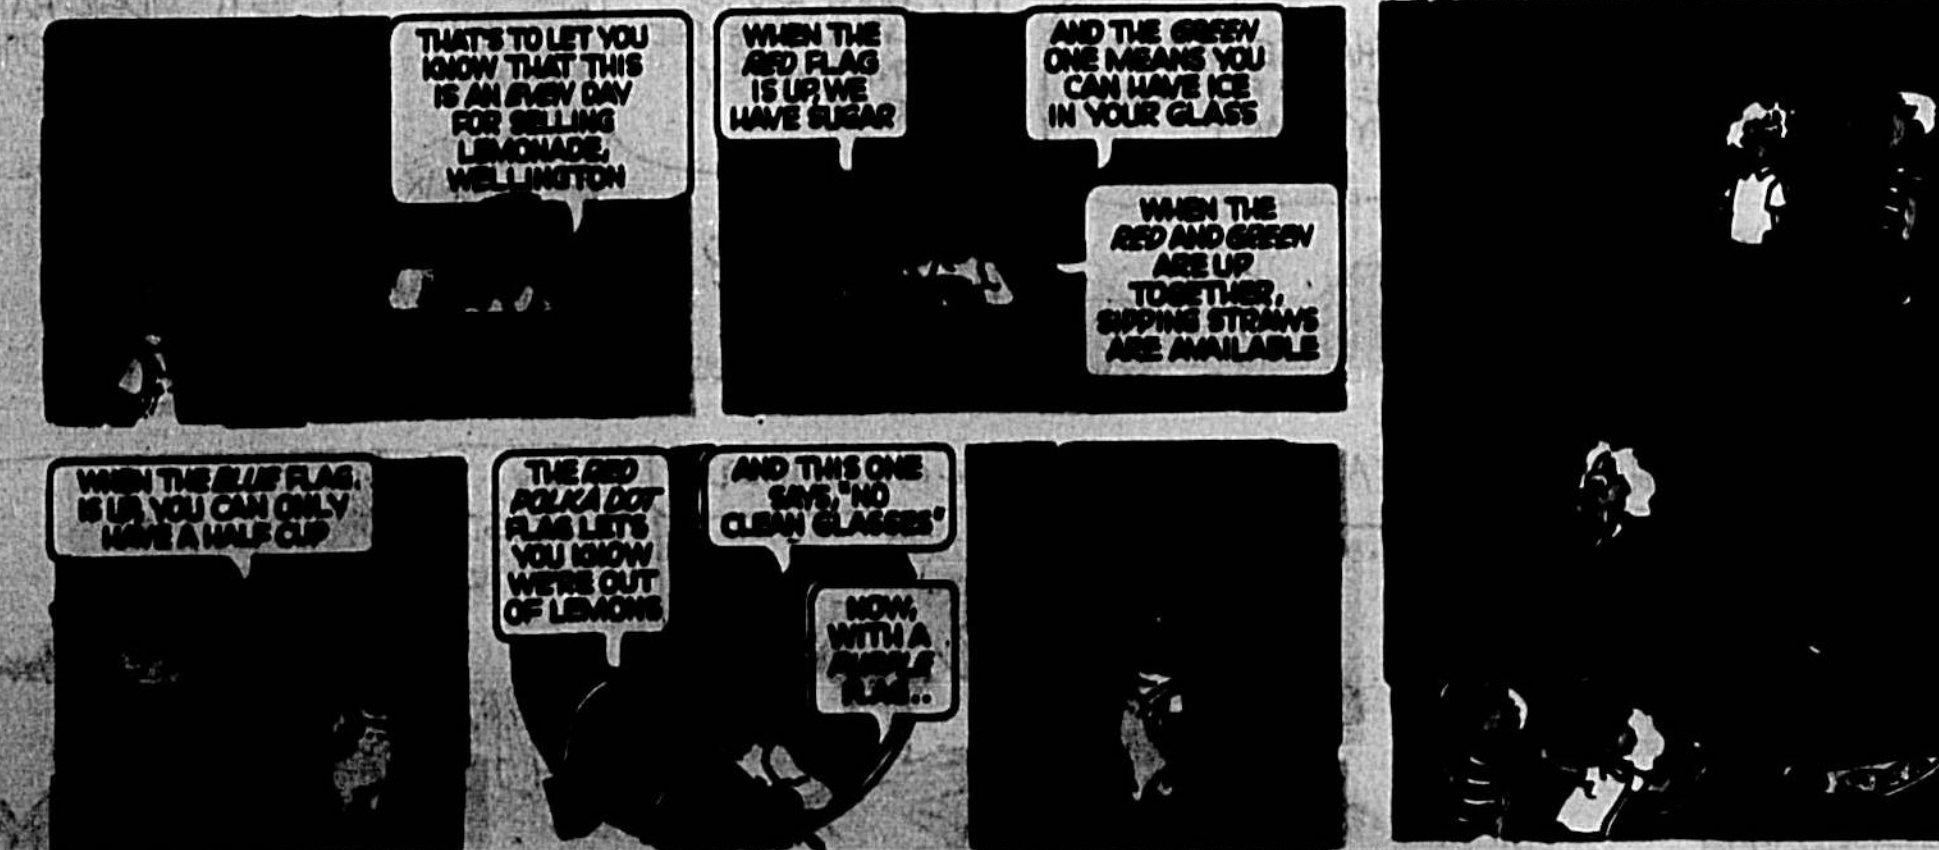 THAT'S TO LET YOU
KNOW THAT THIS
IS AN EVEN DAY
FOR SELLING
LEMONADE,
WELLINGTON
WHEN THE
RED FLAG
IS UP, WE
HAVE SUGAR
AND THE GREEN
ONE MEANS YOU
CAN HAVE ICE
IN YOUR GLASS
WHEN THE
RED AND GREEN
ARE UP
TOGETHER,
SIPPING STRAWS
ARE AVAILABLE
WHEN THE BLUE FLAG
IS UP, YOU CAN ONLY
HAVE A HALF CUP
THE RED
POLKA DOT
FLAG LETS
YOU KNOW
WE'RE OUT
OF LEMONS
AND THIS ONE
SAYS, "NO
CLEAN GLASSES"
NOW,
WITH A
PURPLE
FLAG..